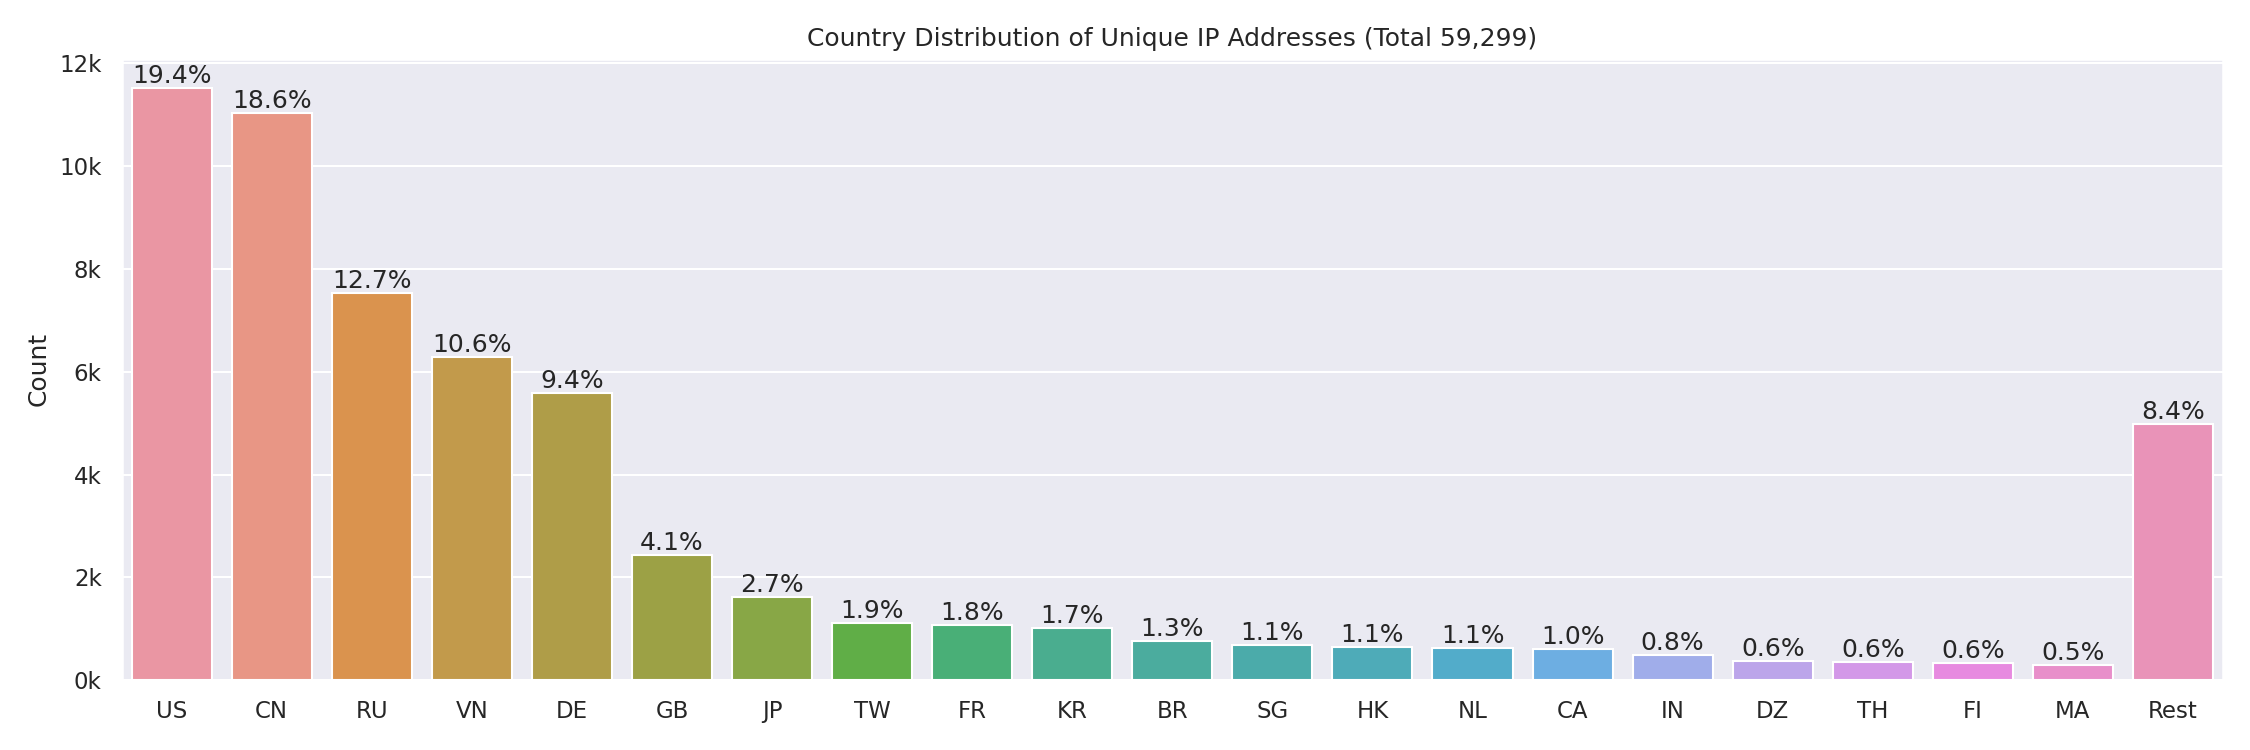 Country Distribution of Unique IP Addresses (Total 59,299)
12k
10k
8k
6k
4k
2k
0k
Count
19.4%
18.6%
12.7%
10.6%
9.4%
4.1%
2.7%
1.9%
1.8%
1.7%
1.3%
1.1%
1.1%
1.1%
1.0%
0.8%
0.6%
0.6%
0.6%
0.5%
8.4%
US CN RU VN DE GB JP TW FR KR BR SG HK NL CA IN DZ TH FI MA Rest